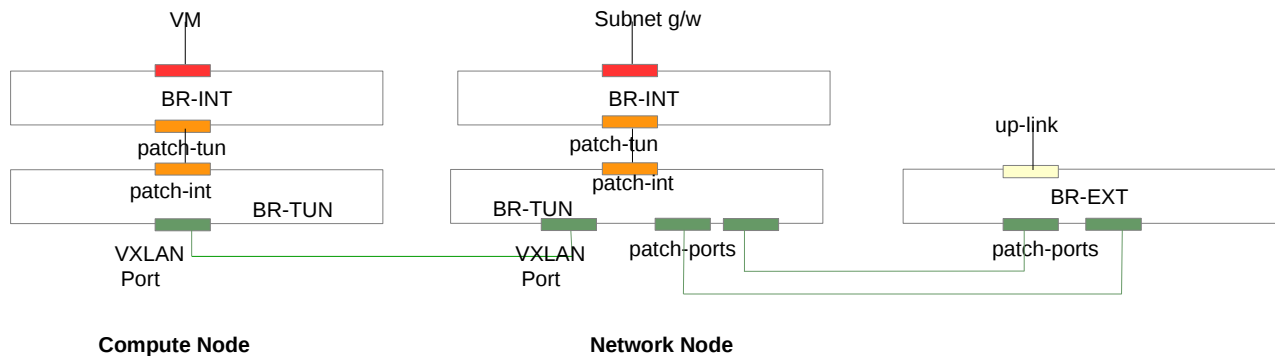 VM
BR-INT
patch-tun
patch-int
BR-TUN
VXLAN
Port
Compute Node
Subnet g/w
BR-INT
patch-tun
patch-int
BR-TUN
VXLAN
Port
patch-ports
Network Node
up-link
BR-EXT
patch-ports